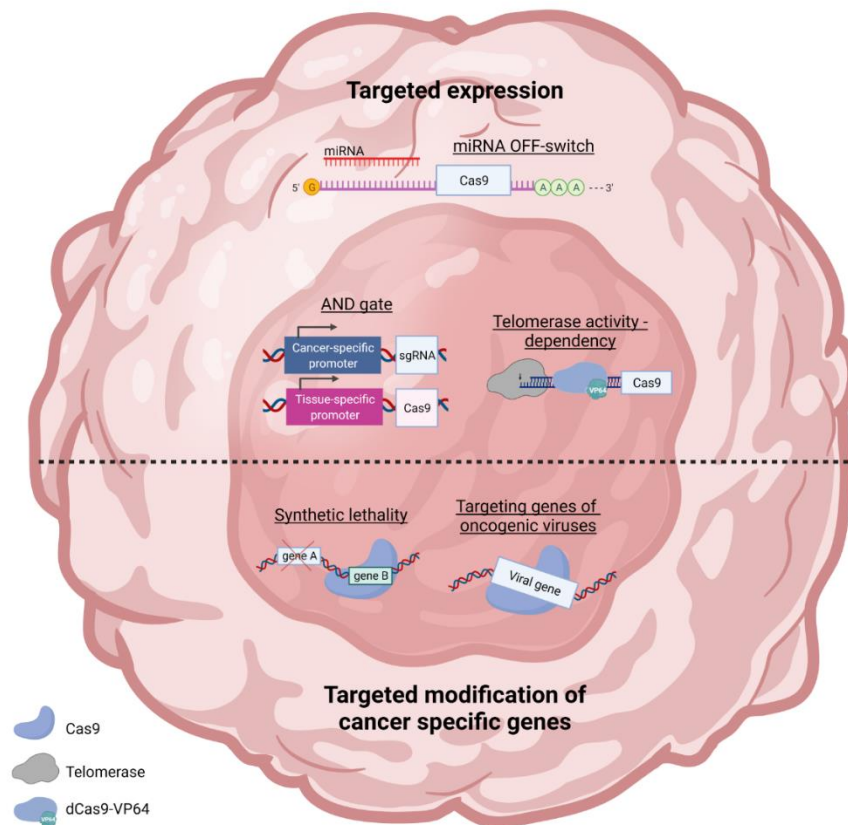 Targeted expression
miRNA OFF-switch
miRNA
5' G Cas9 A A A ---3'
AND gate
Cancer-specific
promoter
sgRNA
Tissue-specific
promoter
Cas9
Telomerase activity -
dependency
VP64
Cas9
Synthetic lethality
gene A
gene B
Targeting genes of
oncogenic viruses
Viral gene
Targeted modification of
cancer specific genes
Cas9
Telomerase
dCas9-VP64
VP64